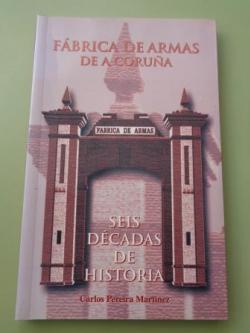 FÁBRICA DE ARMAS
DE A CORUÑA
FABRICA DE ARMAS
SEIS
DÉCADAS
DE
HISTORIA
Carlos Pereira Martínez